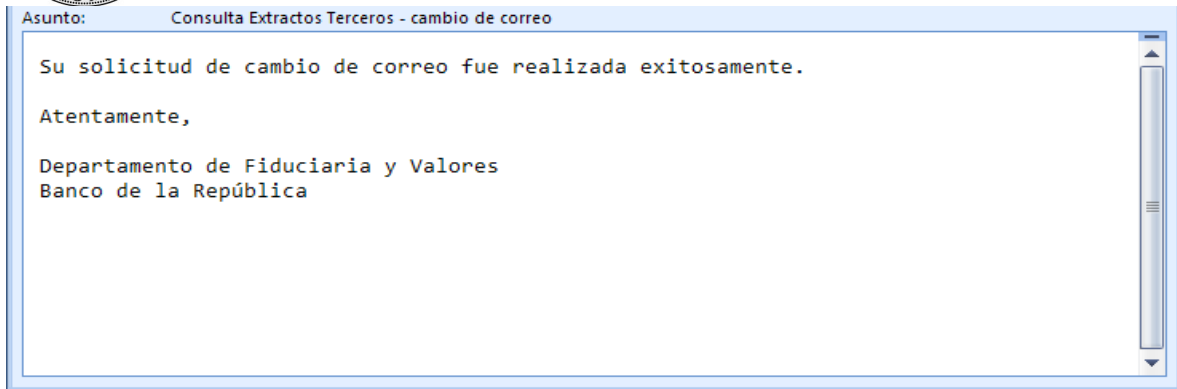 Asunto: Consulta Extractos Terceros - cambio de correo
Su solicitud de cambio de correo fue realizada exitosamente.
Atentamente,
Departamento de Fiduciaria y Valores
Banco de la República